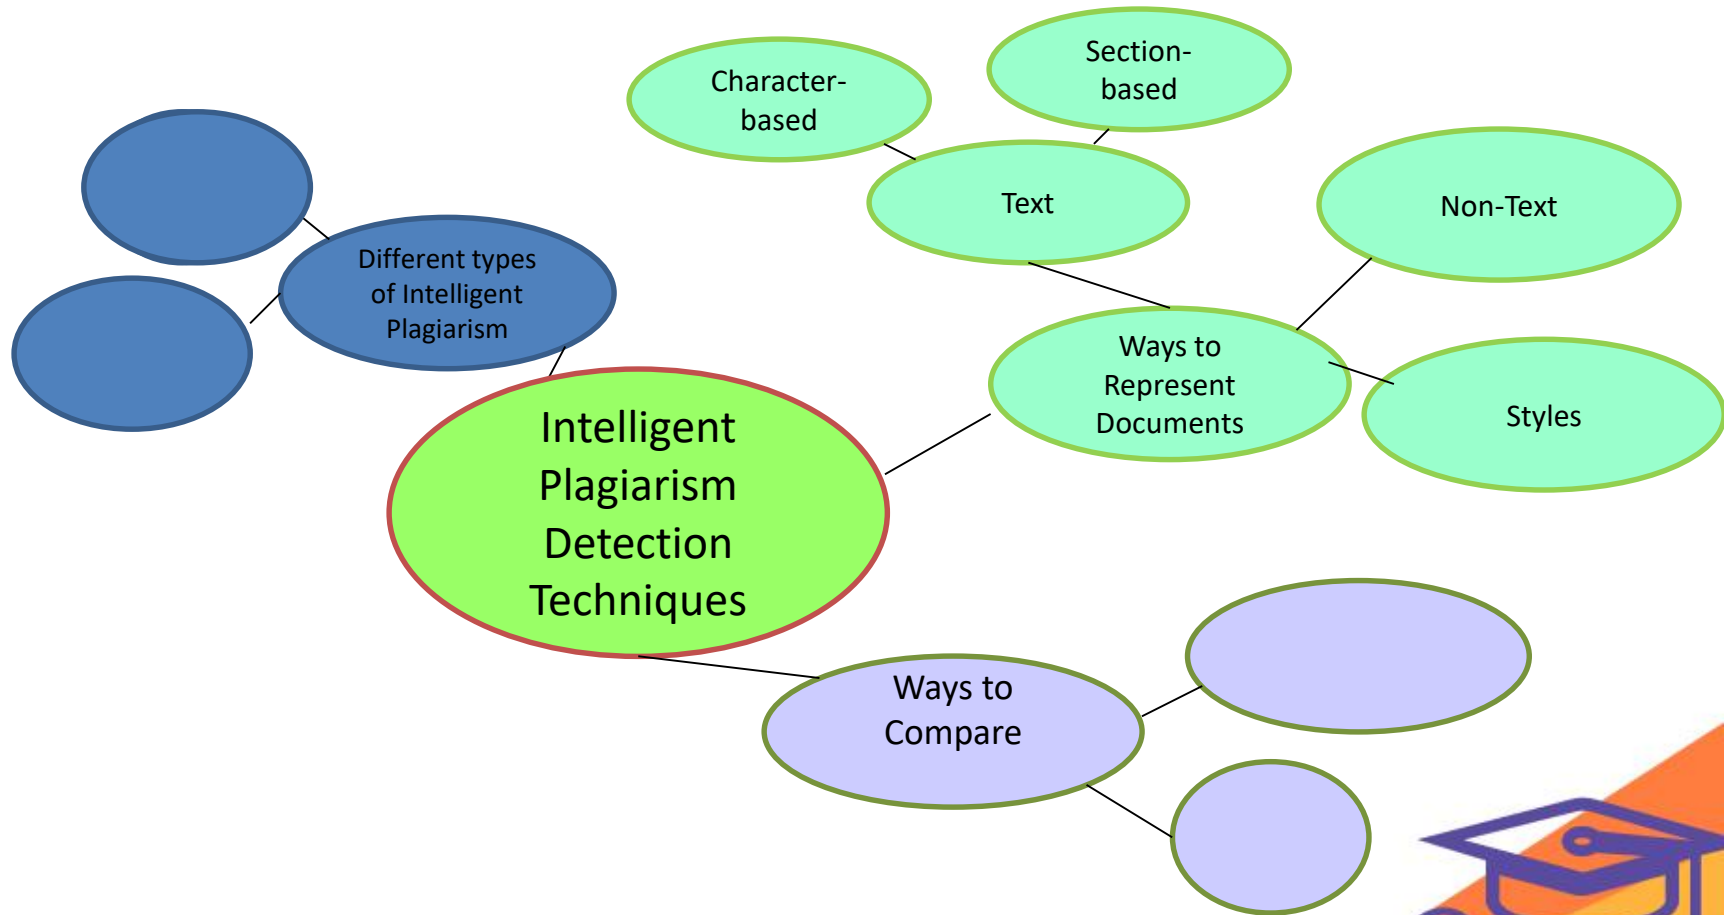 Section-
based
Character-
based
Text
Non-Text
Different types
of Intelligent
Plagiarism
Ways to
Represent
Documents
Styles
Intelligent
Plagiarism
Detection
Techniques
Ways to
Compare